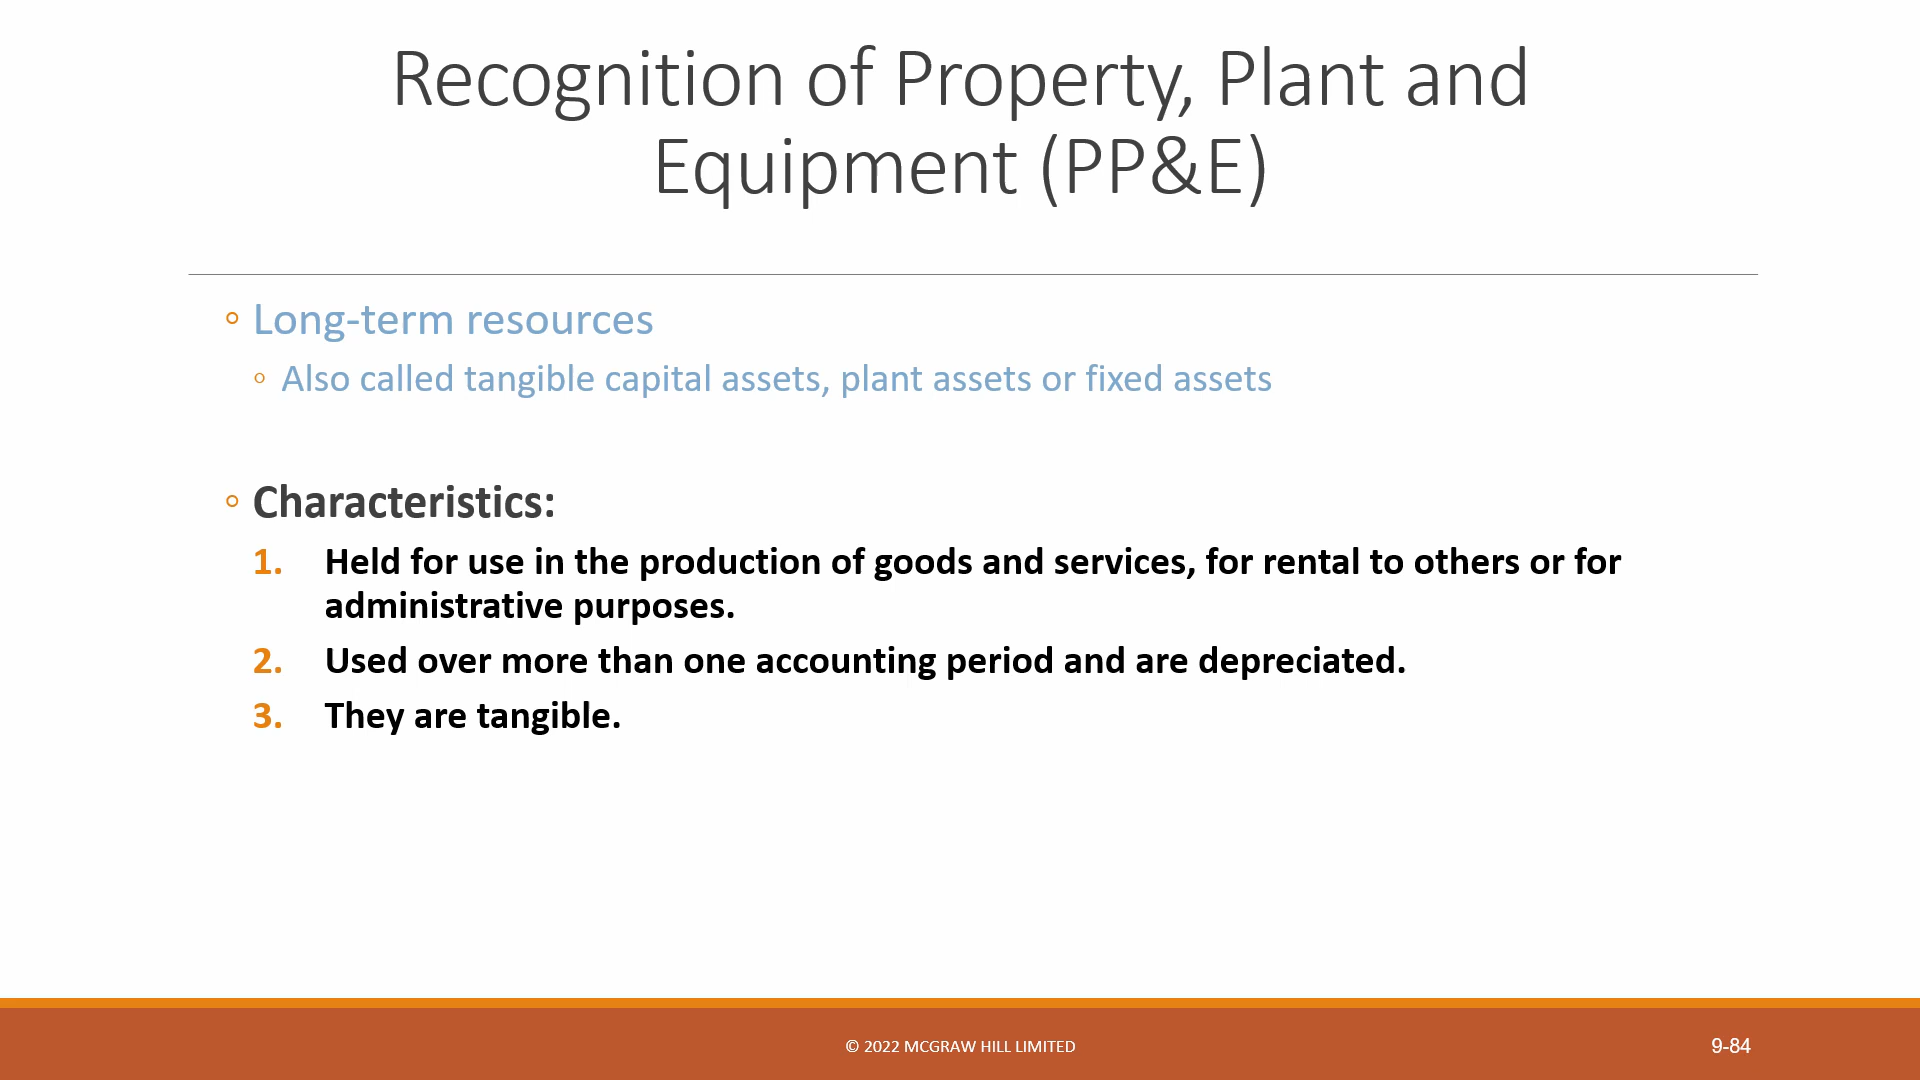 Recognition of Property, Plant and
Equipment (PP&E)
◦ Long-term resources
◦ Also called tangible capital assets, plant assets or fixed assets
◦ Characteristics:
1. Held for use in the production of goods and services, for rental to others or for
administrative purposes.
2. Used over more than one accounting period and are depreciated.
3. They are tangible.
© 2022 MCGRAW HILL LIMITED
9-84